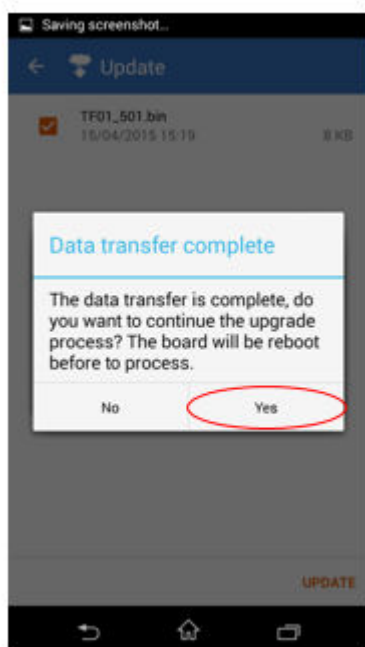 Saving screenshot...
Update
TF01_501.bin
15/04/2015 15:19 8 KB
Data transfer complete
The data transfer is complete, do
you want to continue the upgrade
process? The board will be reboot
before to process.
No Yes
UPDATE